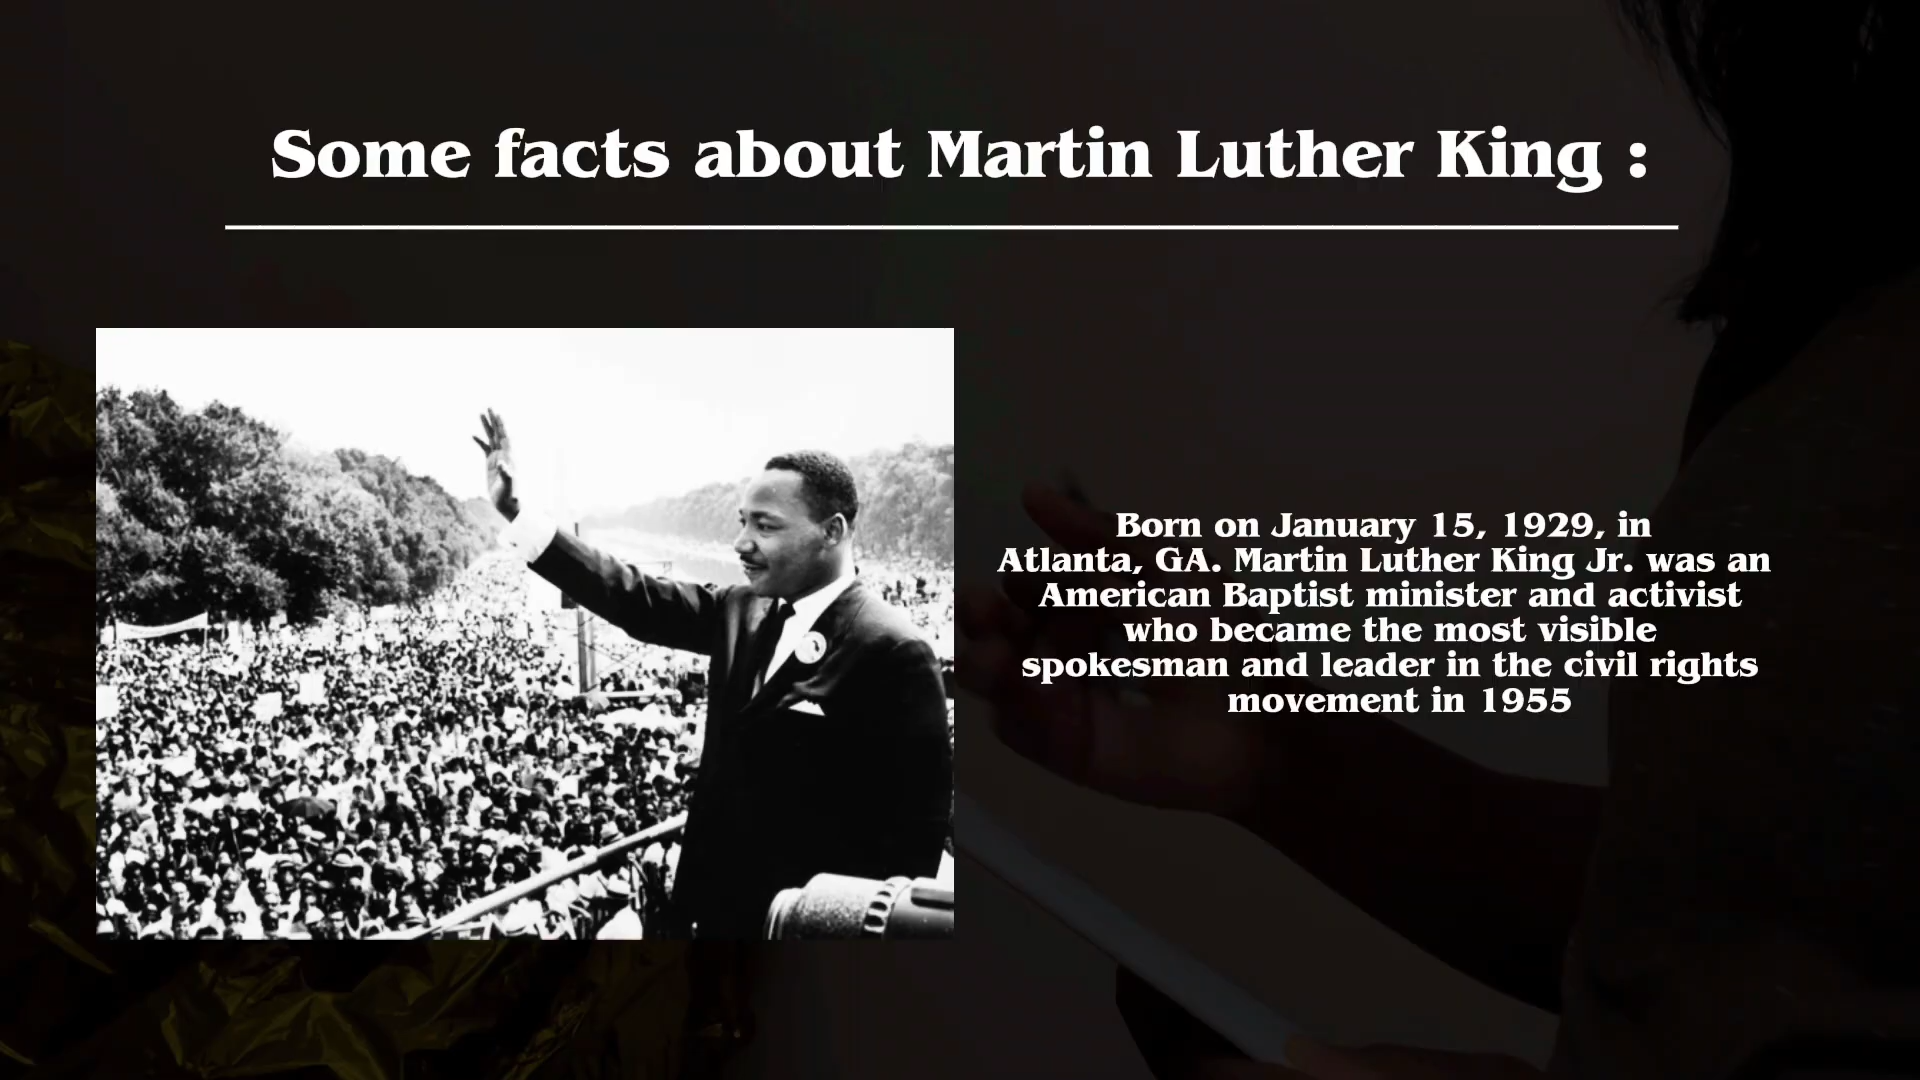 Some facts about Martin Luther King :
Born on January 15, 1929, in
Atlanta, GA. Martin Luther King Jr. was an
American Baptist minister and activist
who became the most visible
spokesman and leader in the civil rights
movement in 1955